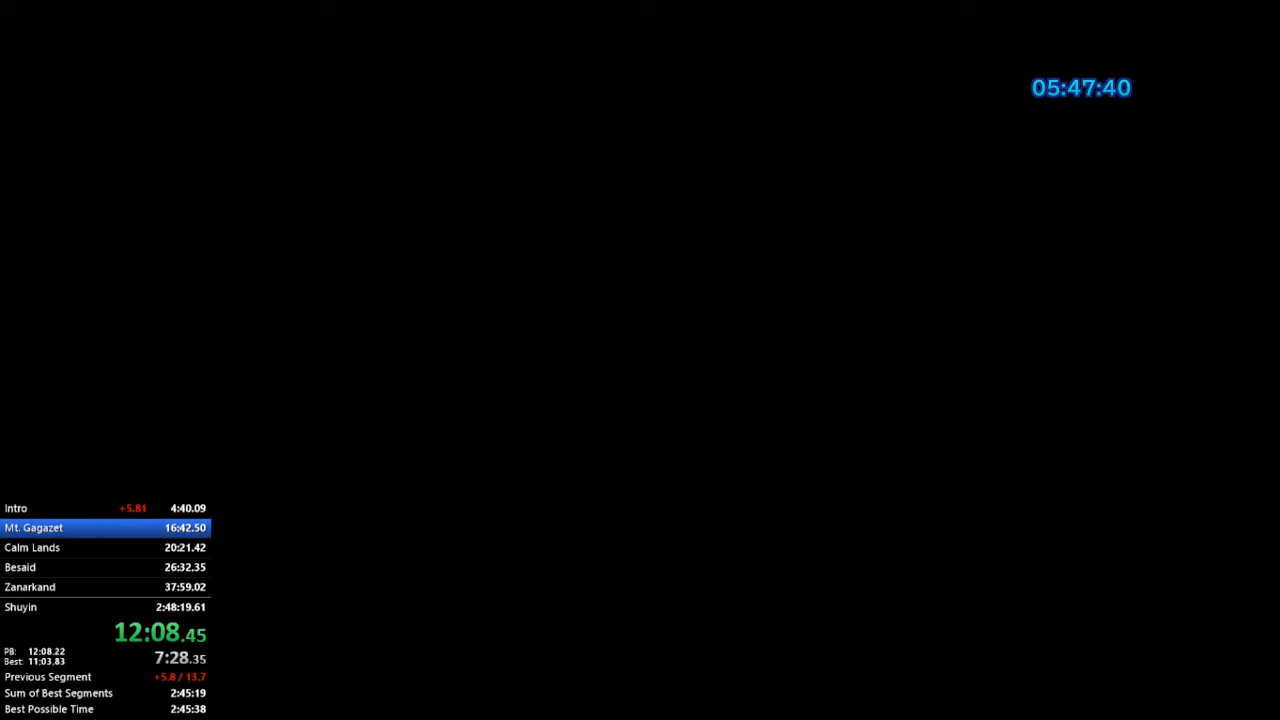 05:47:40
Intro +5.81 4:40.09
Mt. Gagazet 16:42.50
Calm Lands 20:21.42
Besaid 26:32.35
Zanarkand 37:59.02
Shuyin 2:48:19.61
12:08.45
PB: 12:08.22
Best: 11:03.83
7:28.35
Previous Segment +5.8 / 13.7
Sum of Best Segments 2:45:19
Best Possible Time 2:45:38